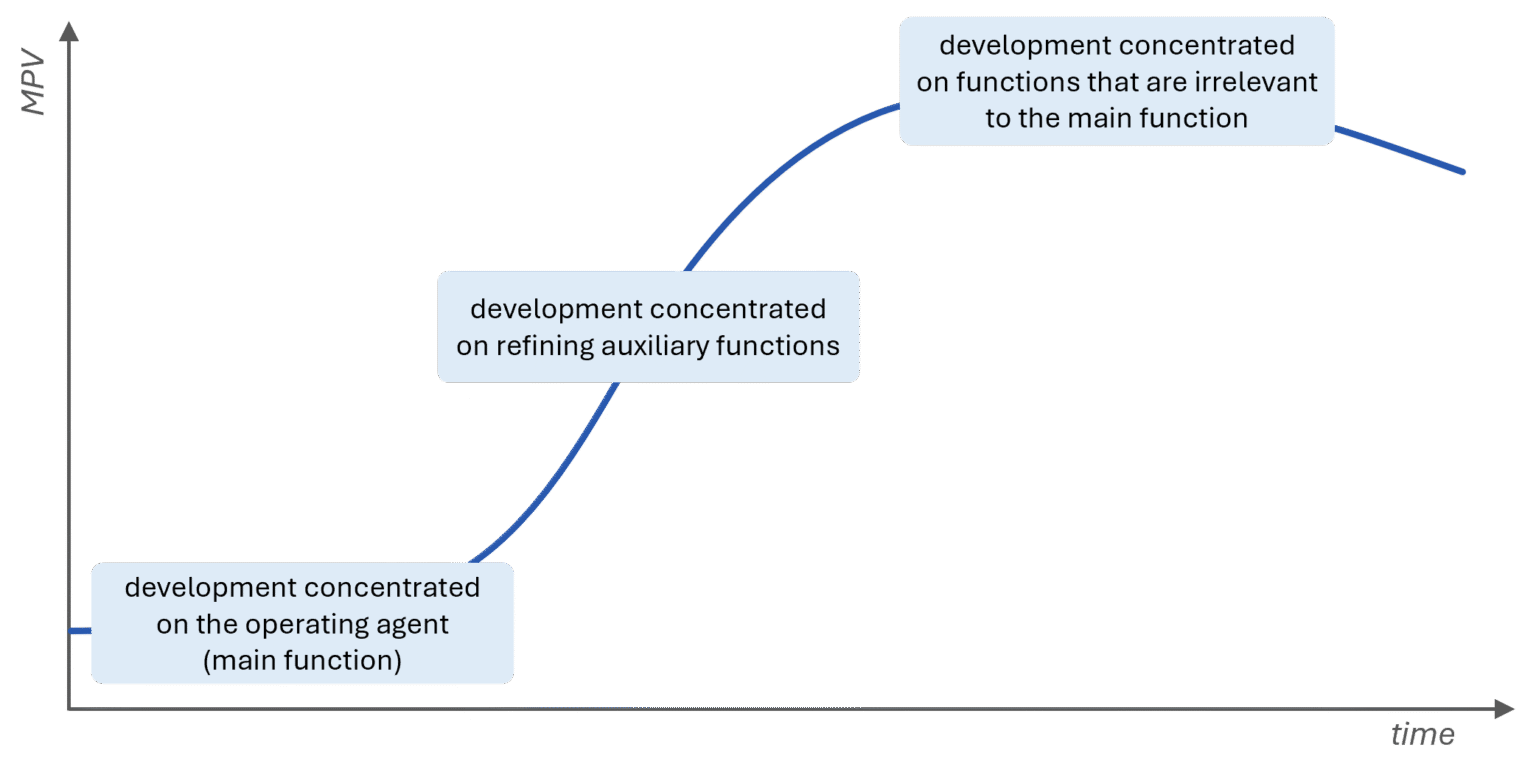 MPV
development concentrated
on functions that are irrelevant
to the main function
development concentrated
on refining auxiliary functions
development concentrated
on the operating agent
(main function)
time